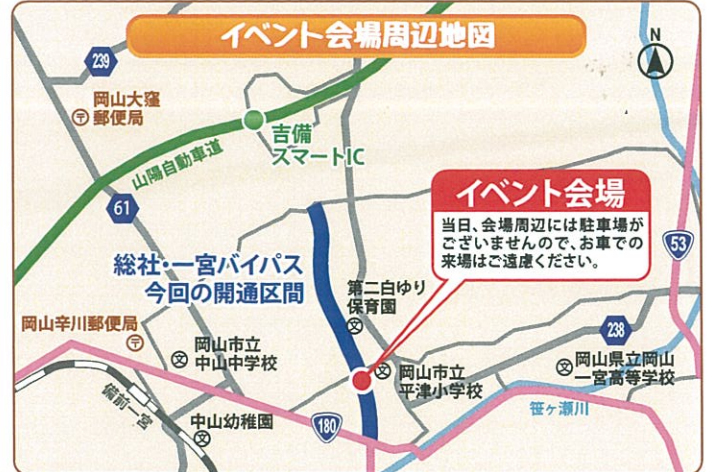 イベント会場周辺地図
N
239
岡山大窪
郵便局
吉備
スマートIC
山陽自動車道
61
イベント会場
当日、会場周辺には駐車場が
ございませんので、お車での
来場はご遠慮ください。
53
総社・一宮バイパス
今回の開通区間
第二白ゆり
保育園
岡山辛川郵便局
岡山市立
中山中学校
238
岡山市立
平津小学校
岡山県立岡山
一宮高等学校
備前一宮
中山幼稚園
180
笹ヶ瀬川